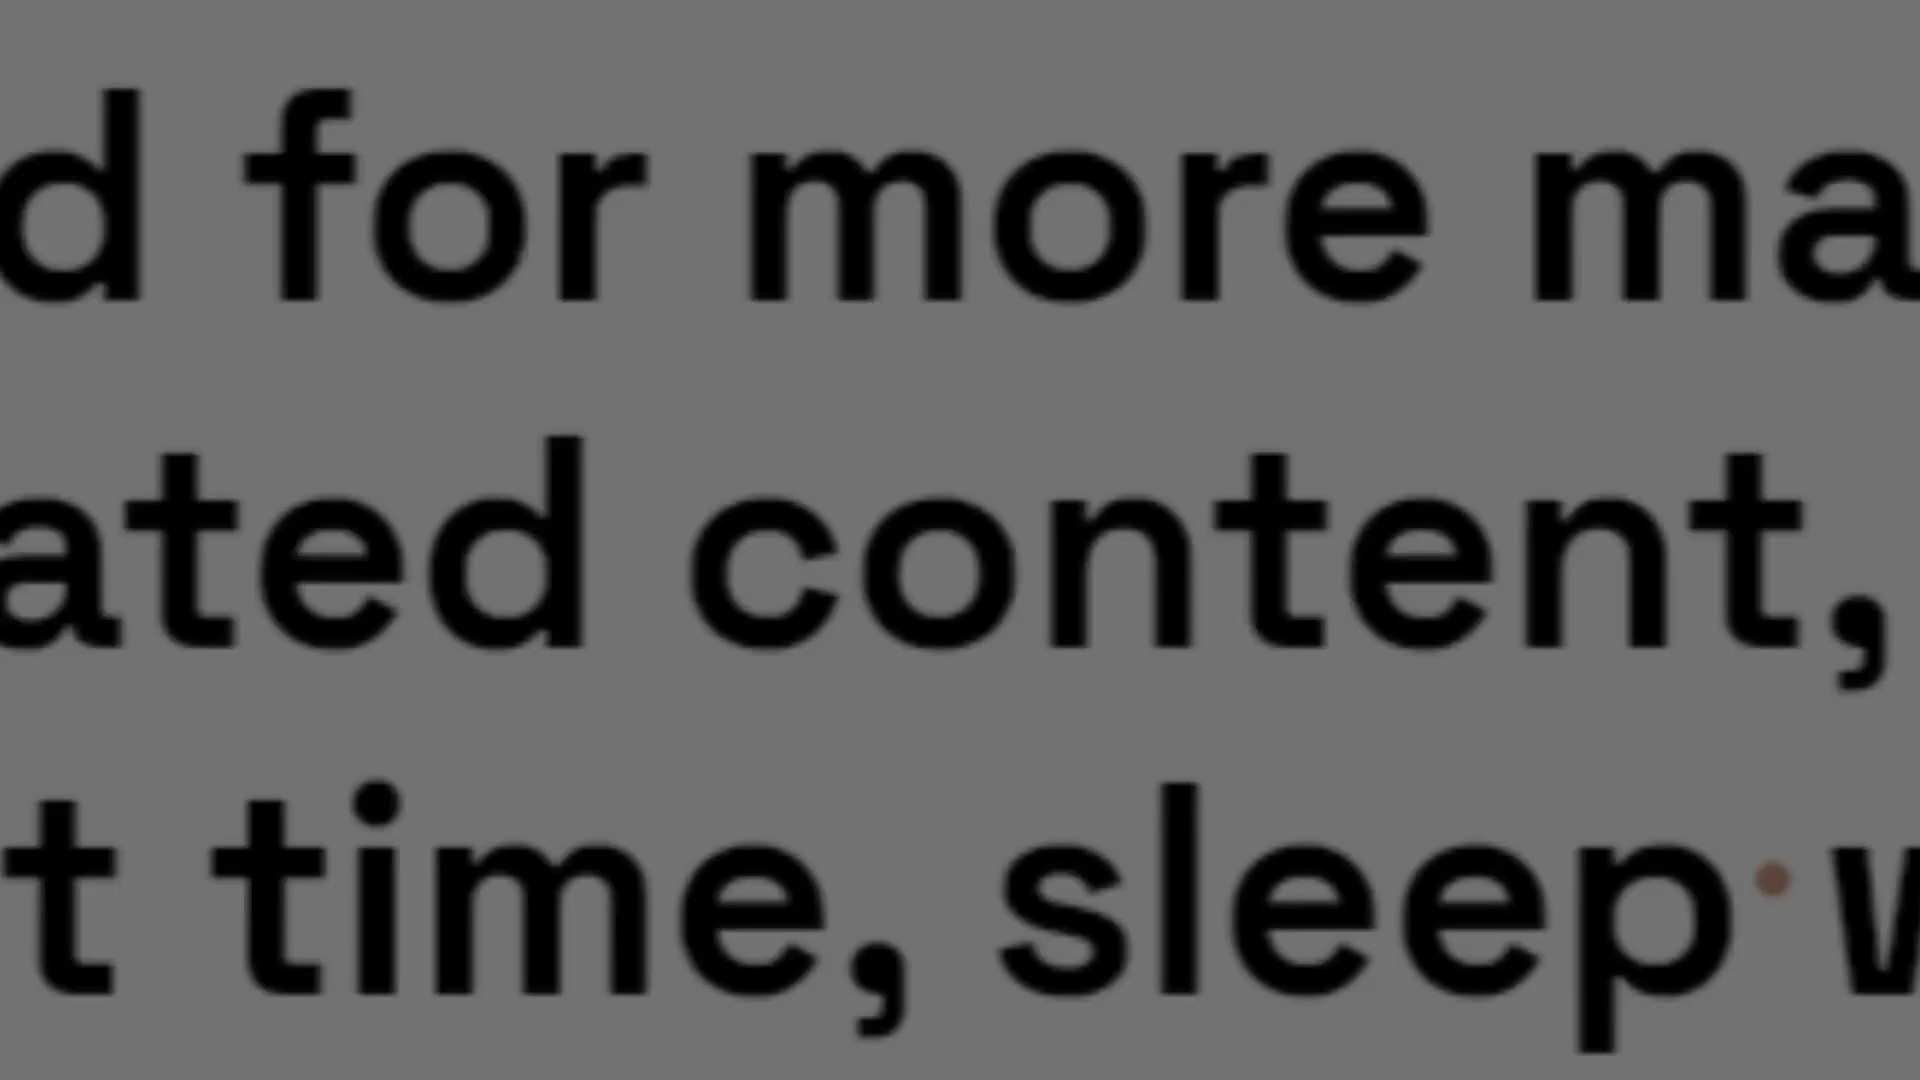 d for more ma
ated content,
t time, sleep w